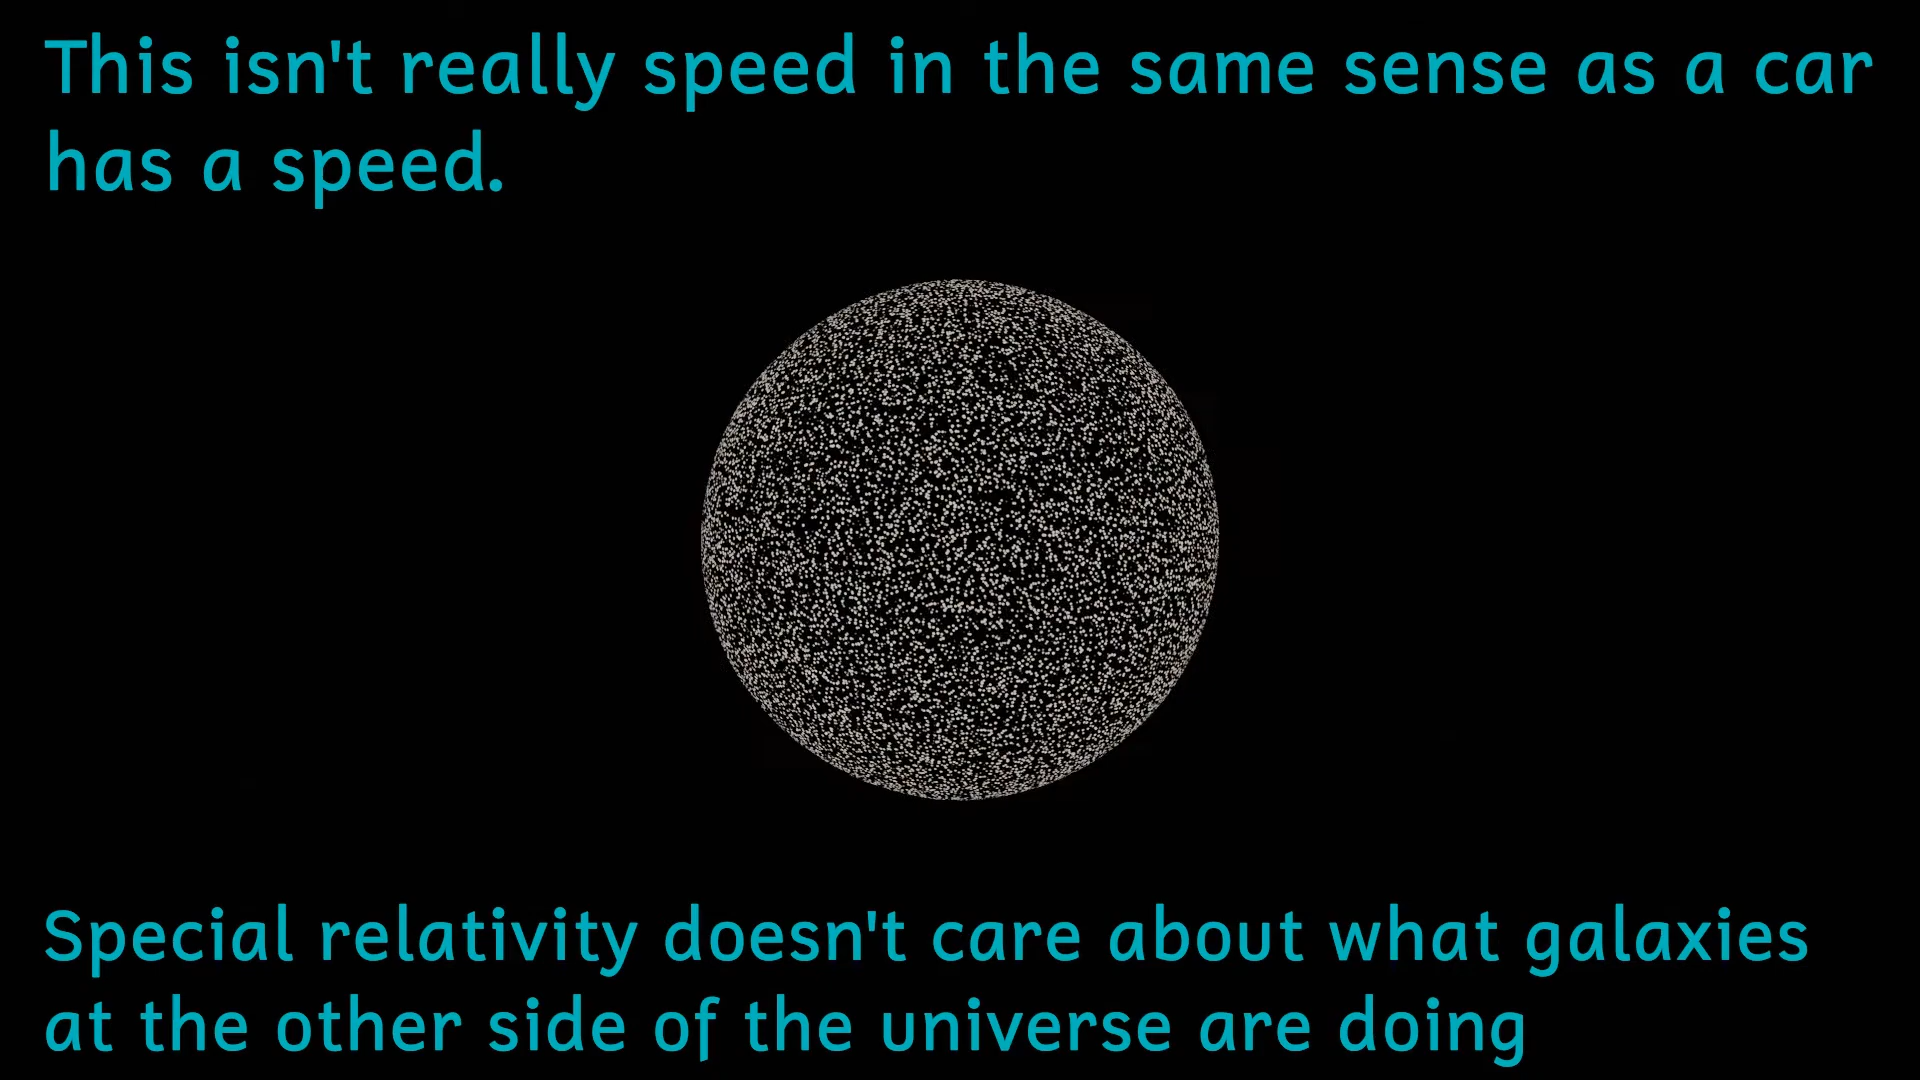 This isn't really speed in the same sense as a car
has a speed.
Special relativity doesn't care about what galaxies
at the other side of the universe are doing